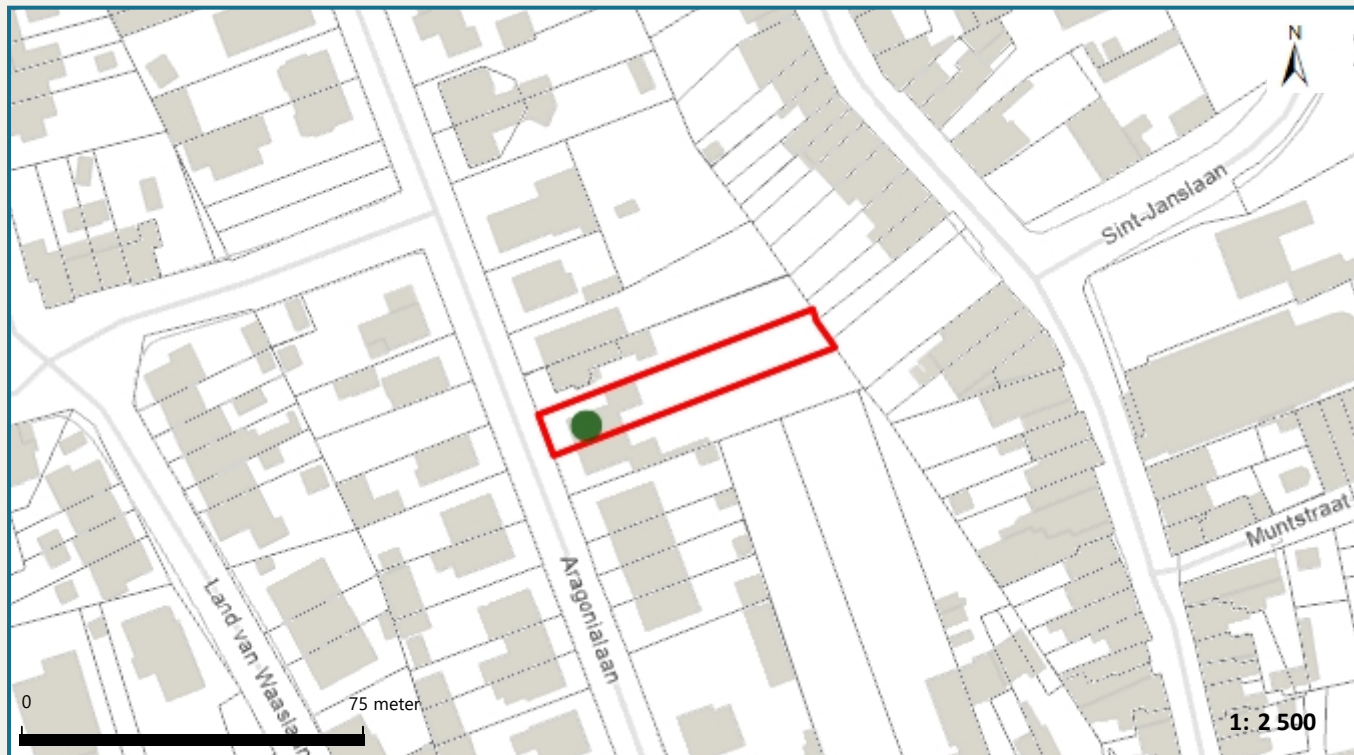 N
Sint-Janslaan
Muntstraat
Aragonialaan
Land van Waaslaan
0
75 meter
1: 2 500